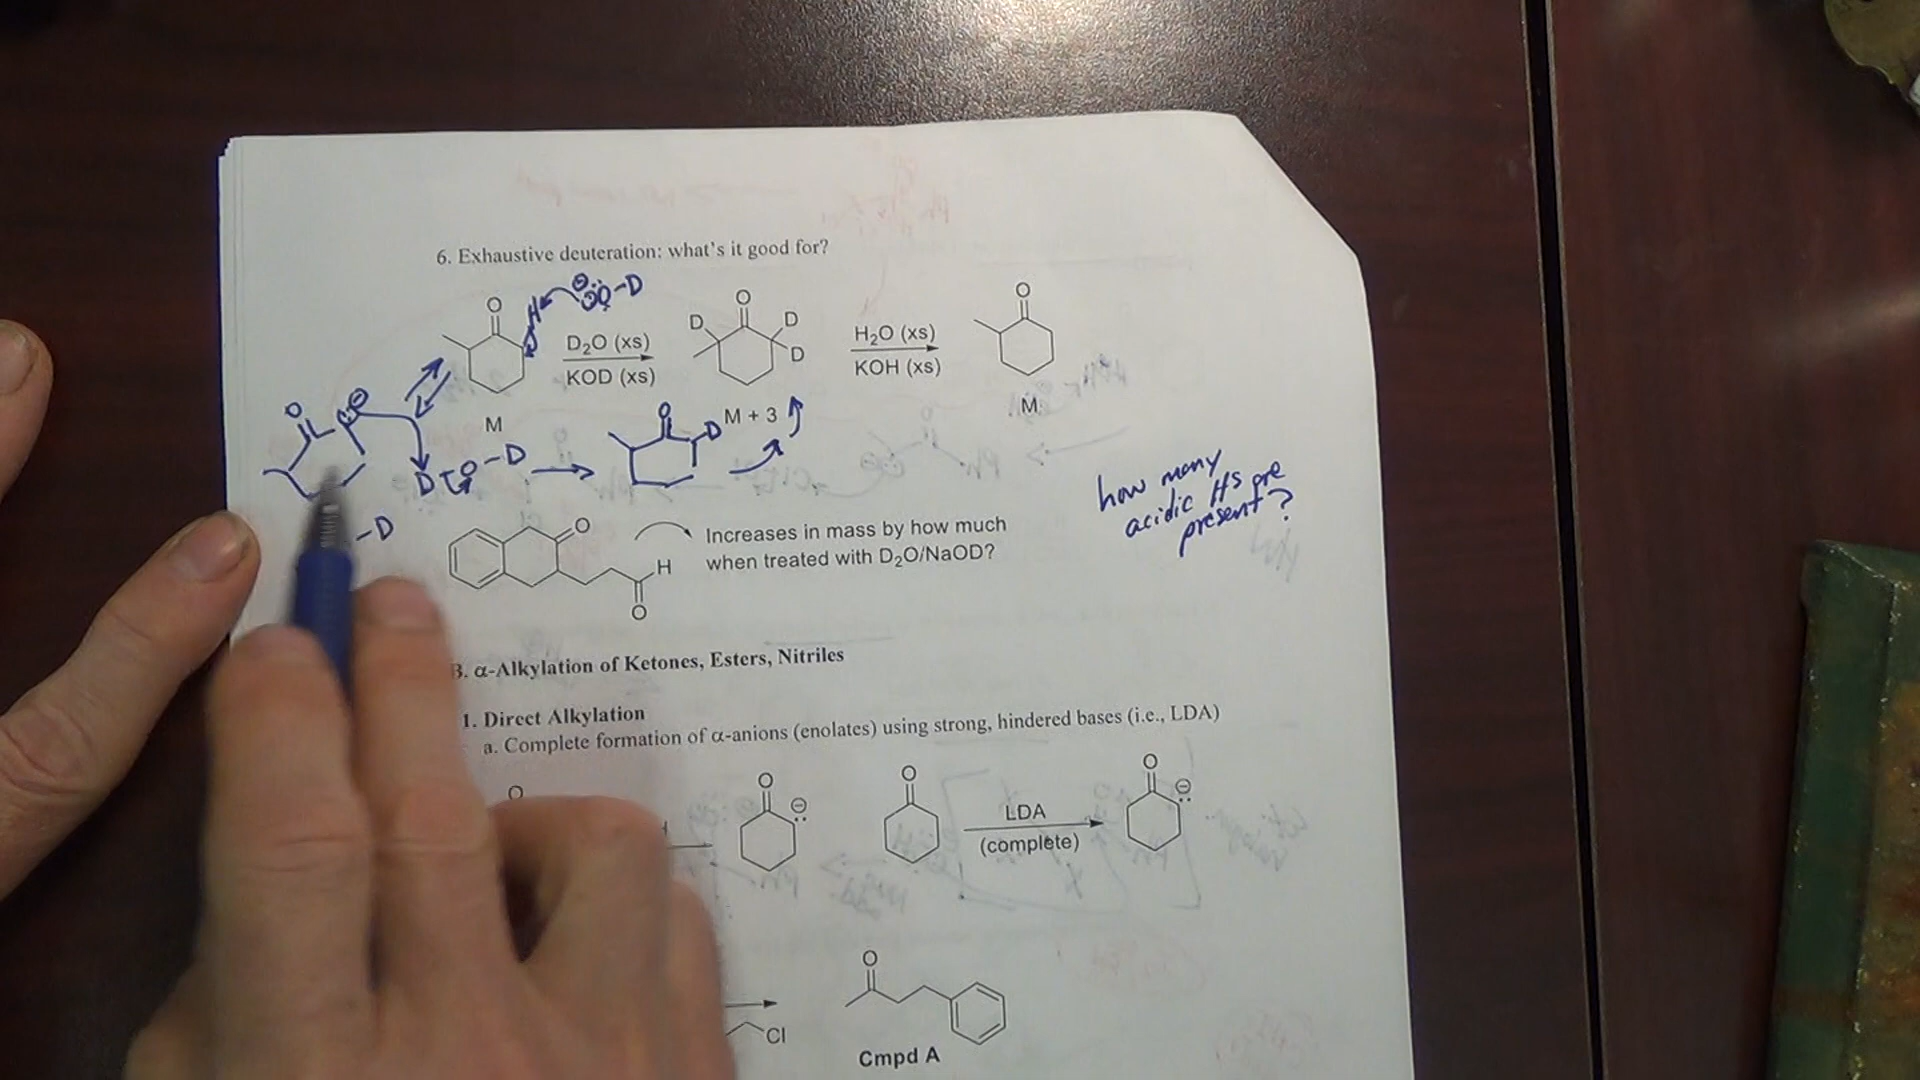 6. Exhaustive deuteration: what's it good for?
H
⊖
:O-D
O
D₂O (xs)
KOD (xs)
O
D
D
D
H₂O (xs)
KOH (xs)
O
O
⊖
M
D-O-D
O
D
M + 3
M
how many
acidic Hs are
present?
-D
O
H
O
Increases in mass by how much
when treated with D₂O/NaOD?
α-Alkylation of Ketones, Esters, Nitriles
1. Direct Alkylation
a. Complete formation of α-anions (enolates) using strong, hindered bases (i.e., LDA)
O
O
⊖
O
LDA
(complete)
O
⊖
O
Cl
Cmpd A